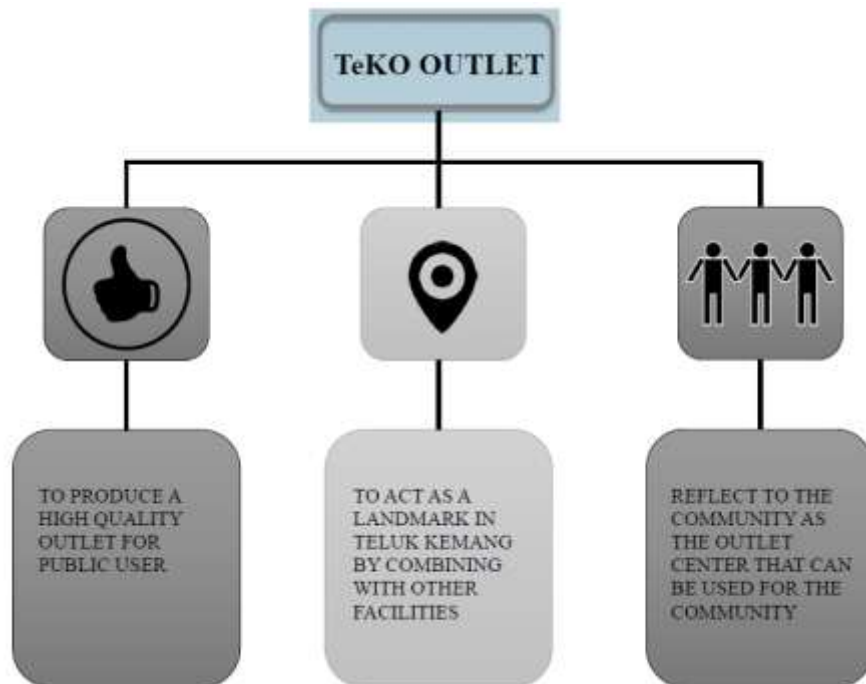 TeKO OUTLET
TO PRODUCE A
HIGH QUALITY
OUTLET FOR
PUBLIC USER
TO ACT AS A
LANDMARK IN
TELUK KEMANG
BY COMBINING
WITH OTHER
FACILITIES
REFLECT TO THE
COMMUNITY AS
THE OUTLET
CENTER THAT CAN
BE USED FOR THE
COMMUNITY